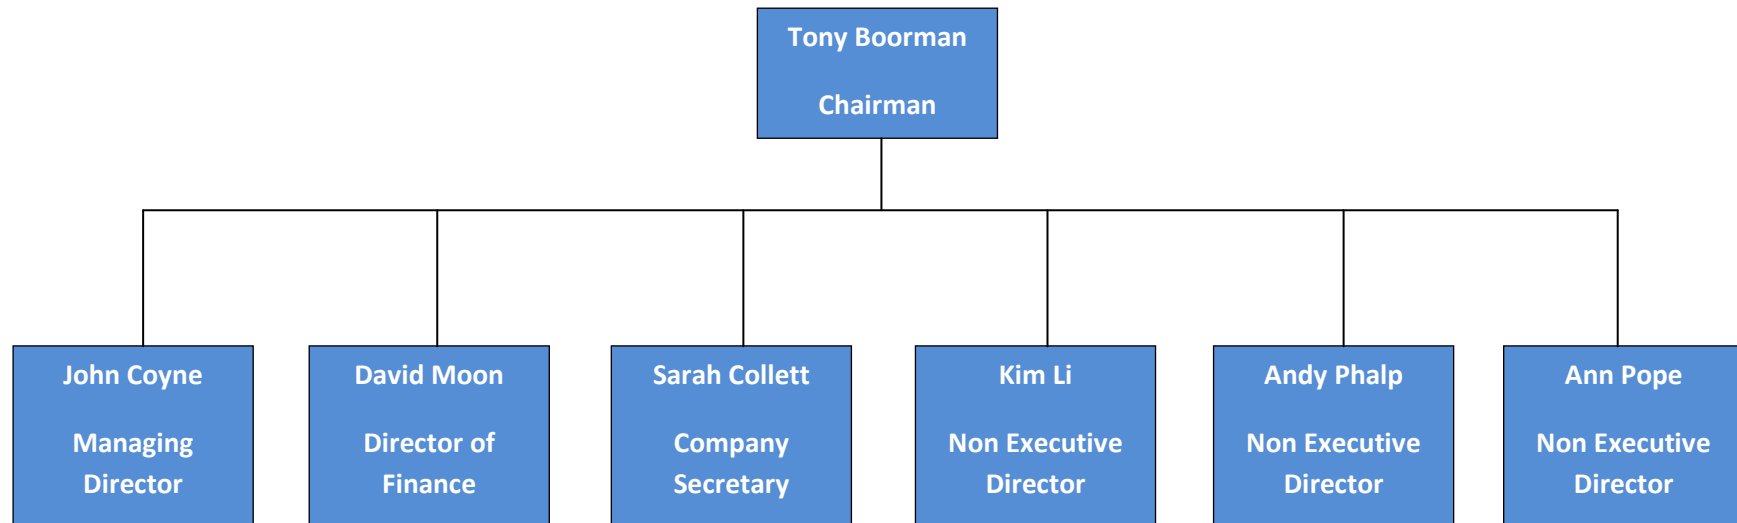 Tony Boorman
Chairman
John Coyne
Managing
Director
David Moon
Director of
Finance
Sarah Collett
Company
Secretary
Kim Li
Non Executive
Director
Andy Phalp
Non Executive
Director
Ann Pope
Non Executive
Director